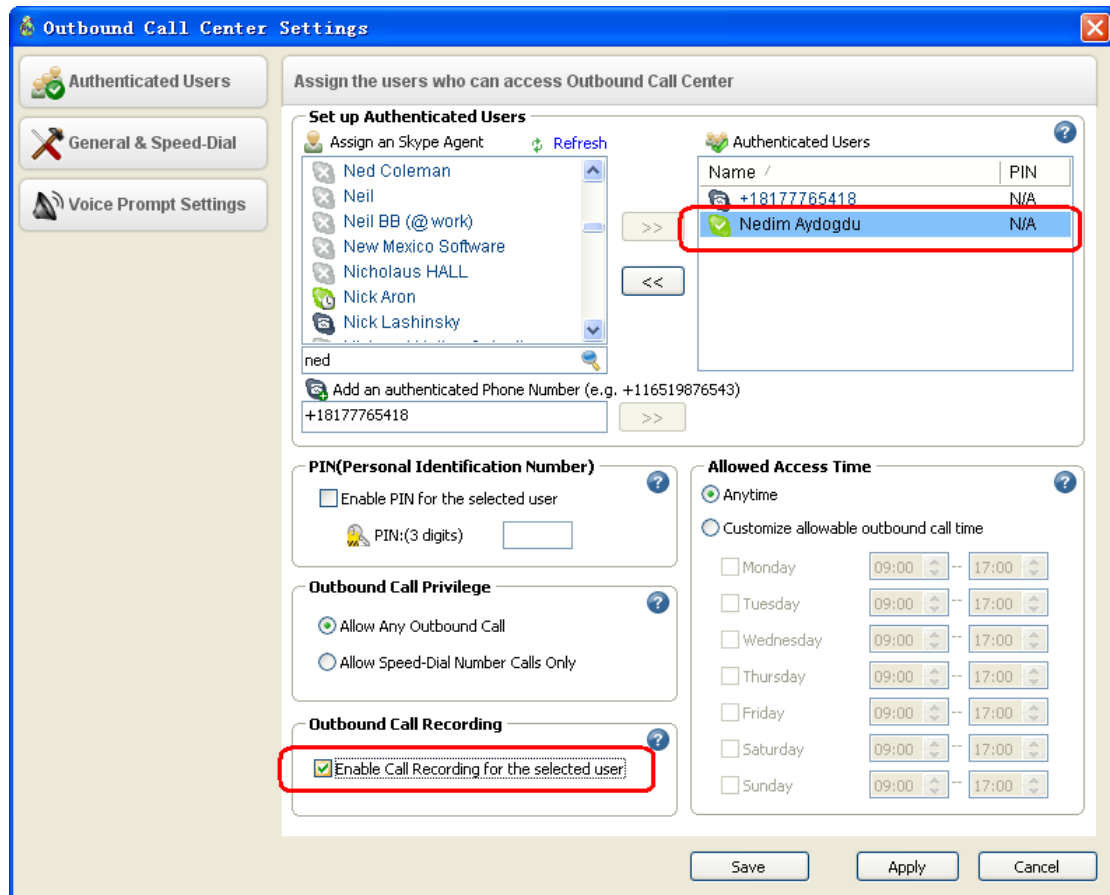 Outbound Call Center Settings
Authenticated Users
General & Speed-Dial
Voice Prompt Settings
Assign the users who can access Outbound Call Center
Set up Authenticated Users
Assign an Skype Agent
Refresh
Ned Coleman
Neil
Neil BB (@ work)
New Mexico Software
Nicholaus HALL
Nick Aron
Nick Lashinsky
ned
>>
<<
Authenticated Users
Name / PIN
+18177765418 N/A
Nedim Aydogdu N/A
Add an authenticated Phone Number (e.g. +116519876543)
+18177765418 >>
PIN(Personal Identification Number)
Enable PIN for the selected user
PIN:(3 digits)
Outbound Call Privilege
Allow Any Outbound Call
Allow Speed-Dial Number Calls Only
Outbound Call Recording
Enable Call Recording for the selected user
Allowed Access Time
Anytime
Customize allowable outbound call time
Monday 09:00 -- 17:00
Tuesday 09:00 -- 17:00
Wednesday 09:00 -- 17:00
Thursday 09:00 -- 17:00
Friday 09:00 -- 17:00
Saturday 09:00 -- 17:00
Sunday 09:00 -- 17:00
Save
Apply
Cancel